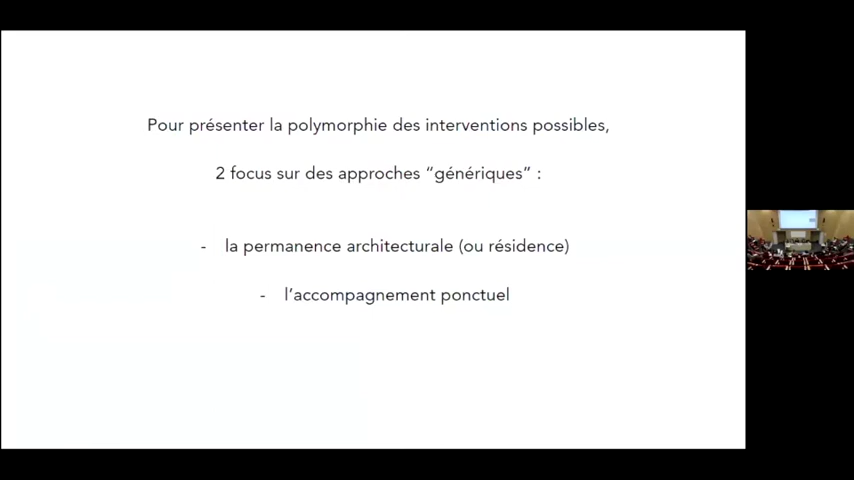 Pour présenter la polymorphie des interventions possibles,
2 focus sur des approches “génériques” :
- la permanence architecturale (ou résidence)
- l’accompagnement ponctuel